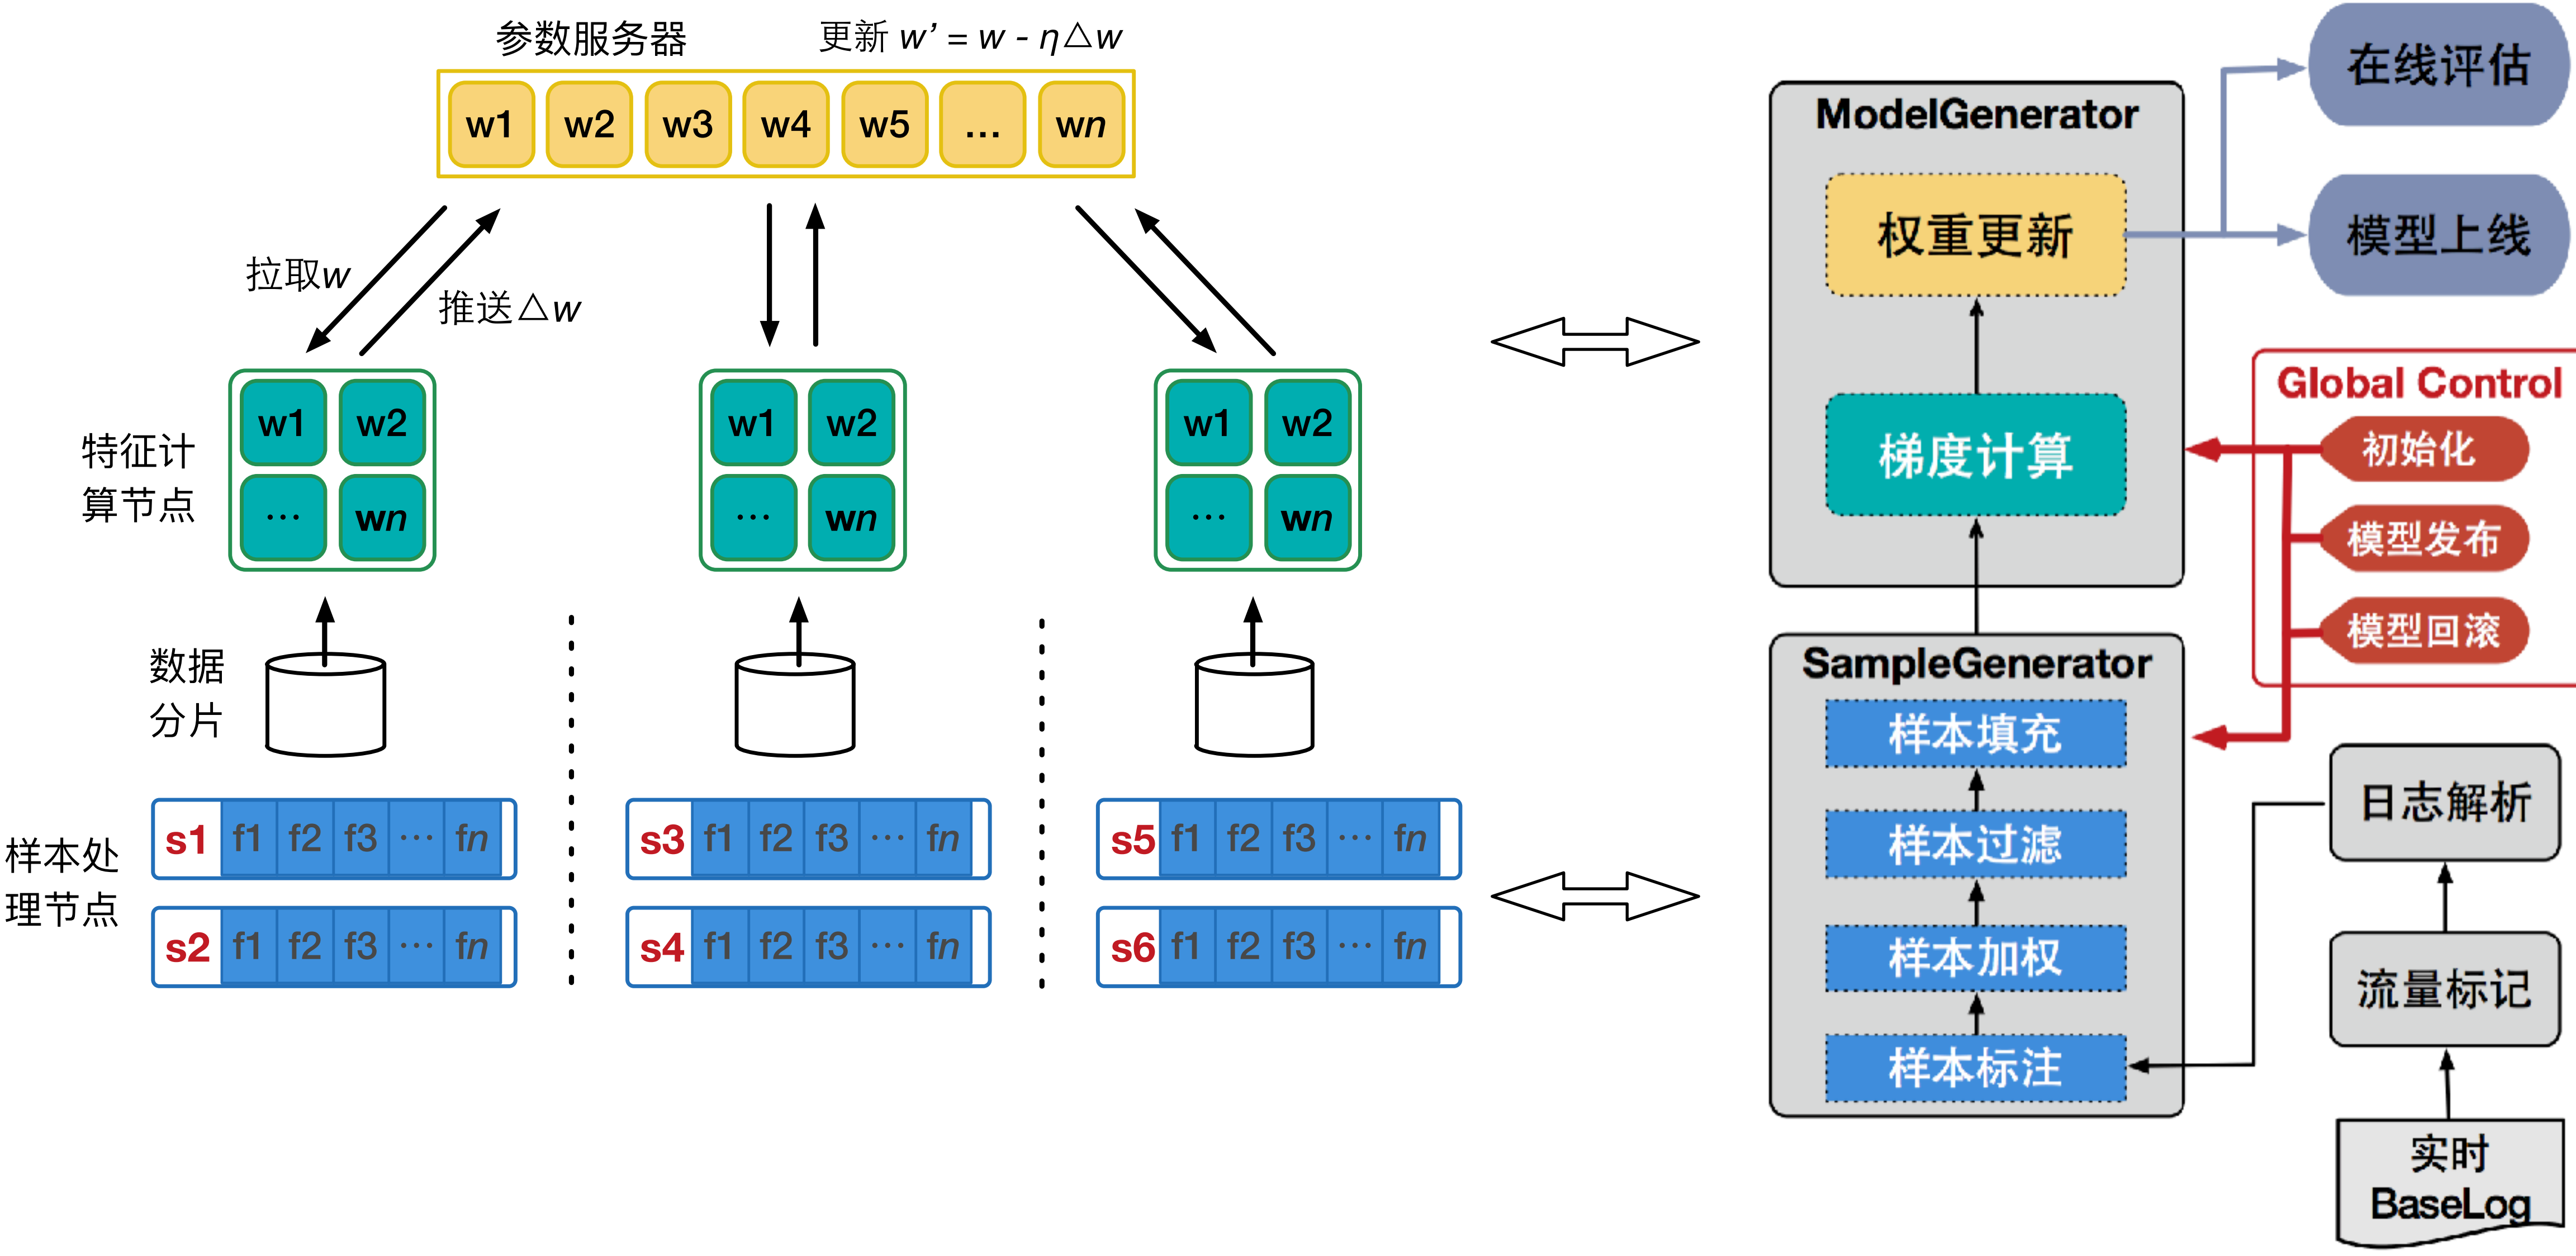 参数服务器
更新 w’ = w - η△w
w1 w2 w3 w4 w5 ... wn
拉取w
推送△w
特征计
算节点
w1 w2
··· wn
w1 w2
··· wn
w1 w2
··· wn
数据
分片
样本处
理节点
s1 f1 f2 f3 ··· fn
s2 f1 f2 f3 ··· fn
s3 f1 f2 f3 ··· fn
s4 f1 f2 f3 ··· fn
s5 f1 f2 f3 ··· fn
s6 f1 f2 f3 ··· fn
ModelGenerator
权重更新
梯度计算
SampleGenerator
样本填充
样本过滤
样本加权
样本标注
在线评估
模型上线
Global Control
初始化
模型发布
模型回滚
日志解析
流量标记
实时
BaseLog